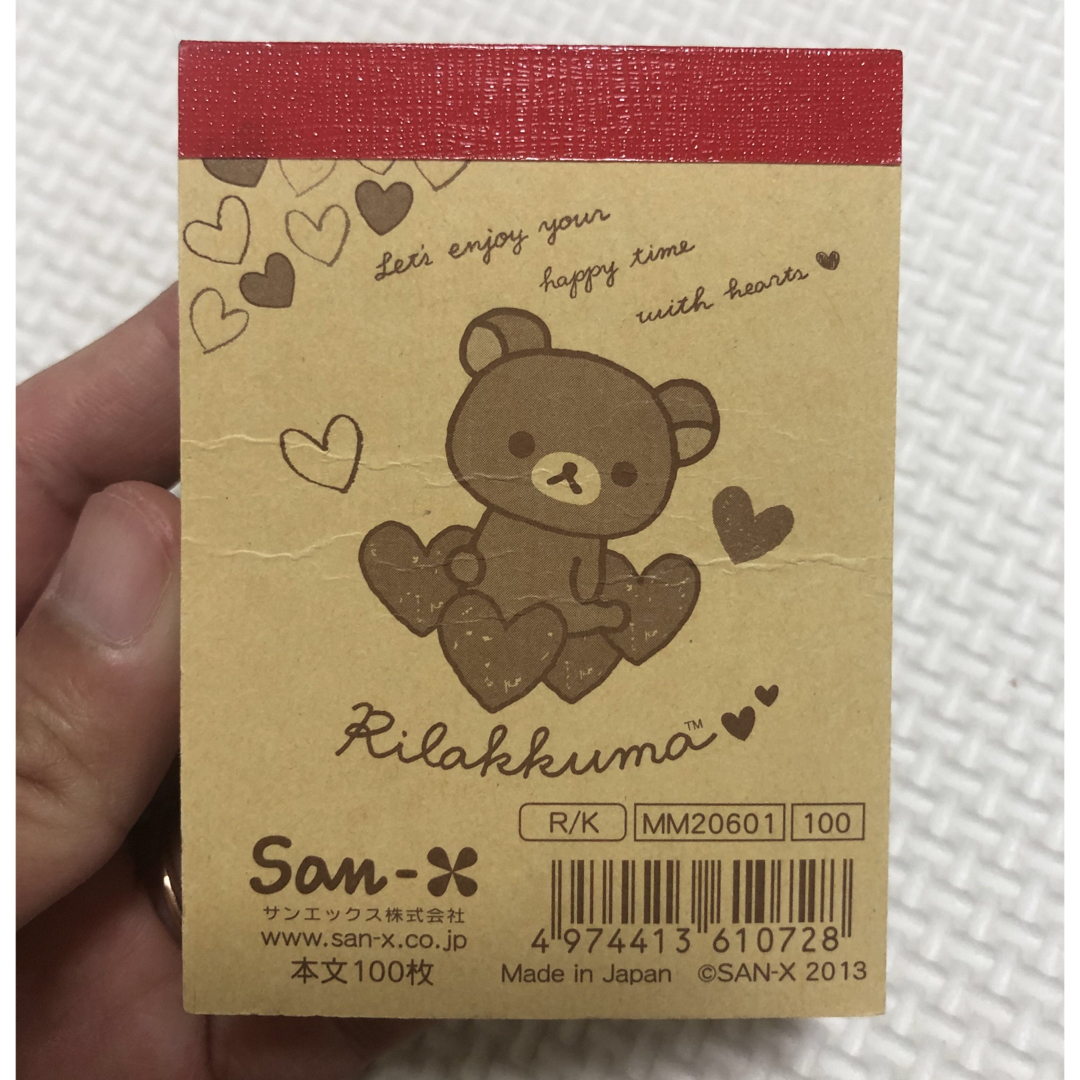 Let's enjoy your
happy time
with hearts
Rilakkuma™
R/K MM20601 100
San-X
サンエックス株式会社
www.san-x.co.jp
本文100枚
4 974413 610728
Made in Japan ©SAN-X 2013